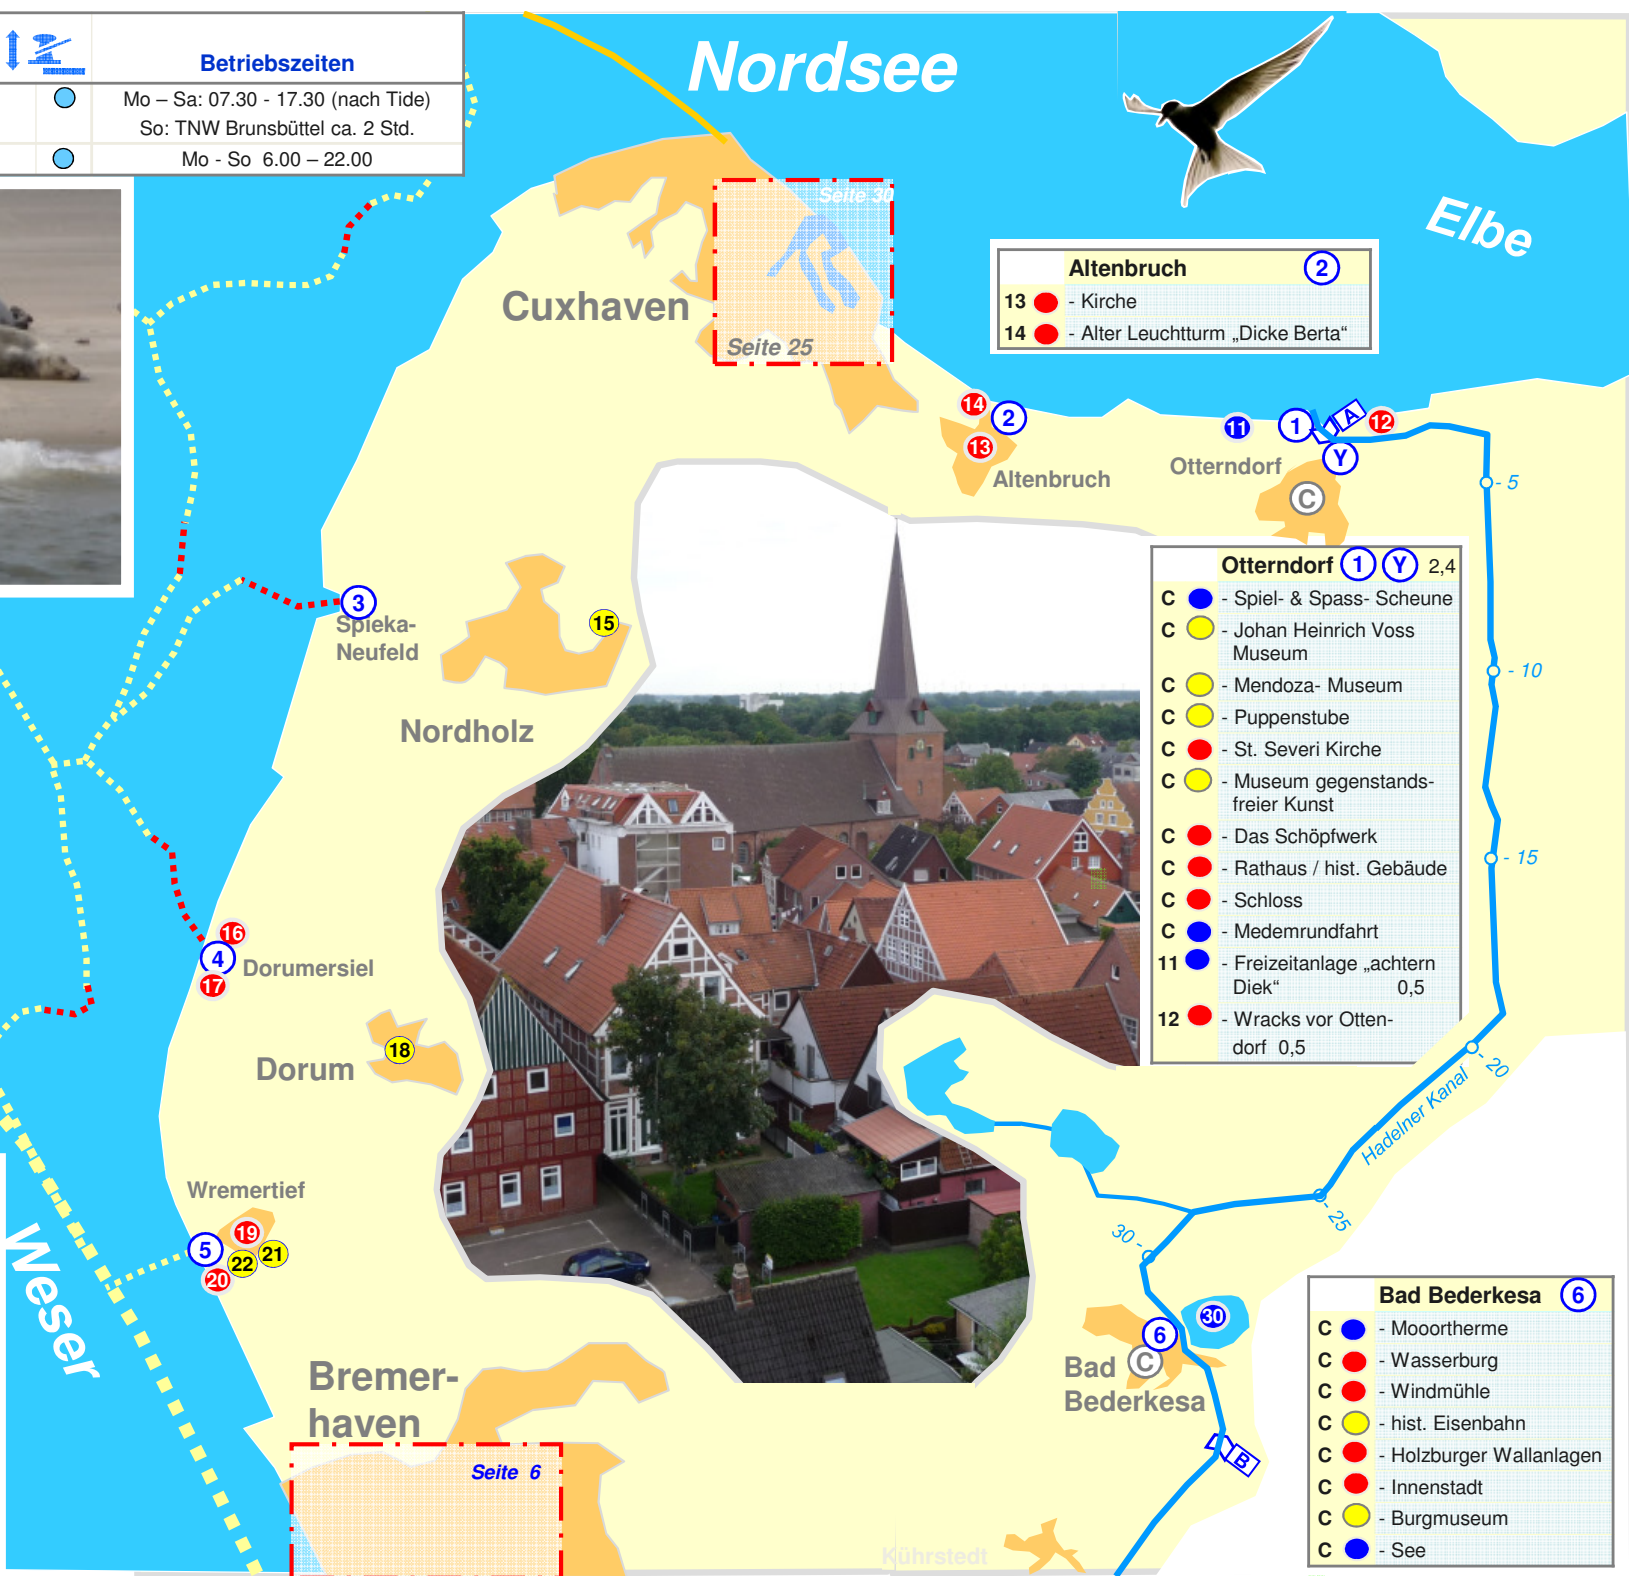 Betriebszeiten
Mo – Sa: 07.30 - 17.30 (nach Tide)
So: TNW Brunsbüttel ca. 2 Std.
Mo - So 6.00 – 22.00
Nordsee
Elbe
Seite 30
Cuxhaven
Seite 25
Altenbruch 2
13 - Kirche
14 - Alter Leuchtturm „Dicke Berta“
14
2
13
Altenbruch
11
1
A
12
Y
Otterndorf
C
- 5
- 10
- 15
- 20
Hadelner Kanal
- 25
30 -
3
Spieka-
Neufeld
15
Nordholz
Otterndorf 1 Y 2,4
C - Spiel- & Spass- Scheune
C - Johan Heinrich Voss
Museum
C - Mendoza- Museum
C - Puppenstube
C - St. Severi Kirche
C - Museum gegenstands-
freier Kunst
C - Das Schöpfwerk
C - Rathaus / hist. Gebäude
C - Schloss
C - Medemrundfahrt
11 - Freizeitanlage „achtern
Diek“ 0,5
12 - Wracks vor Otten-
dorf 0,5
16
4
17
Dorumersiel
18
Dorum
Wremertief
19
5
22
21
20
Weser
Bremer-
haven
Seite 6
30
6
C
Bad
Bederkesa
B
Kührstedt
Bad Bederkesa 6
C - Mooortherme
C - Wasserburg
C - Windmühle
C - hist. Eisenbahn
C - Holzburger Wallanlagen
C - Innenstadt
C - Burgmuseum
C - See